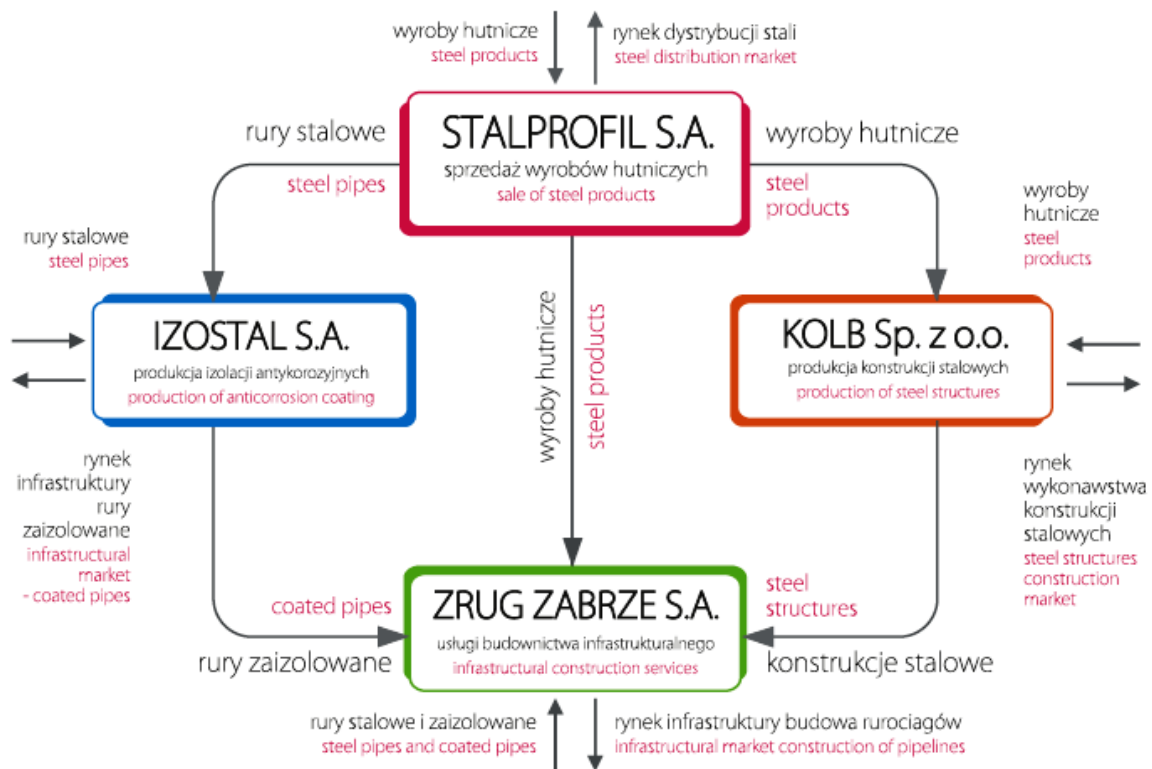 wyroby hutnicze
steel products
rynek dystrybucji stali
steel distribution market
rury stalowe
steel pipes
STALPROFIL S.A.
sprzedaż wyrobów hutniczych
sale of steel products
wyroby hutnicze
steel
products
rury stalowe
steel pipes
wyroby
hutnicze
steel
products
IZOSTAL S.A.
produkcja izolacji antykorozyjnych
production of anticorrosion coating
wyroby hutnicze
steel products
KOLB Sp. z o.o.
produkcja konstrukcji stalowych
production of steel structures
rynek
infrastruktury
rury
zaizolowane
infrastructural
market
- coated pipes
rynek
wykonawstwa
konstrukcji
stalowych
steel structures
construction
market
coated pipes
rury zaizolowane
ZRUG ZABRZE S.A.
usługi budownictwa infrastrukturalnego
infrastructural construction services
steel
structures
konstrukcje stalowe
rury stalowe i zaizolowane
steel pipes and coated pipes
rynek infrastruktury budowa rurociągów
infrastructural market construction of pipelines